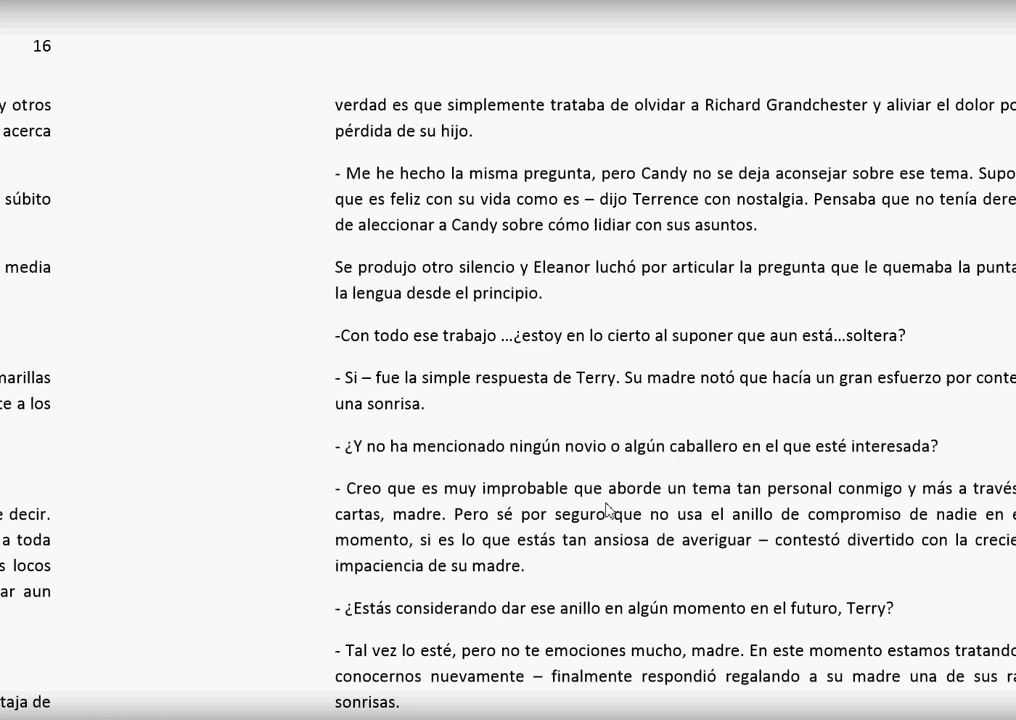 16
y otros
acerca
súbito
media
marillas
te a los
e decir.
a toda
s locos
ar aun
taja de
verdad es que simplemente trataba de olvidar a Richard Grandchester y aliviar el dolor po
pérdida de su hijo.
- Me he hecho la misma pregunta, pero Candy no se deja aconsejar sobre ese tema. Supo
que es feliz con su vida como es – dijo Terrence con nostalgia. Pensaba que no tenía dere
de aleccionar a Candy sobre cómo lidiar con sus asuntos.
Se produjo otro silencio y Eleanor luchó por articular la pregunta que le quemaba la punta
la lengua desde el principio.
-Con todo ese trabajo ...¿estoy en lo cierto al suponer que aun está...soltera?
- Si – fue la simple respuesta de Terry. Su madre notó que hacía un gran esfuerzo por conte
una sonrisa.
- ¿Y no ha mencionado ningún novio o algún caballero en el que esté interesada?
- Creo que es muy improbable que aborde un tema tan personal conmigo y más a través
cartas, madre. Pero sé por seguro que no usa el anillo de compromiso de nadie en e
momento, si es lo que estás tan ansiosa de averiguar – contestó divertido con la crecie
impaciencia de su madre.
- ¿Estás considerando dar ese anillo en algún momento en el futuro, Terry?
- Tal vez lo esté, pero no te emociones mucho, madre. En este momento estamos tratando
conocernos nuevamente – finalmente respondió regalando a su madre una de sus ra
sonrisas.